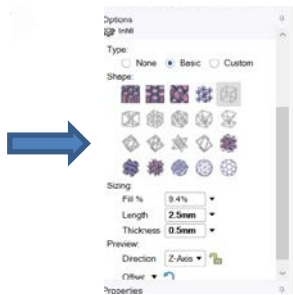 Options
Infill
Type:
None Basic Custom
Shape:
Sizing:
Fill % 9.4%
Length 2.5mm
Thickness 0.5mm
Preview:
Direction Z-Axis
Offset
Properties